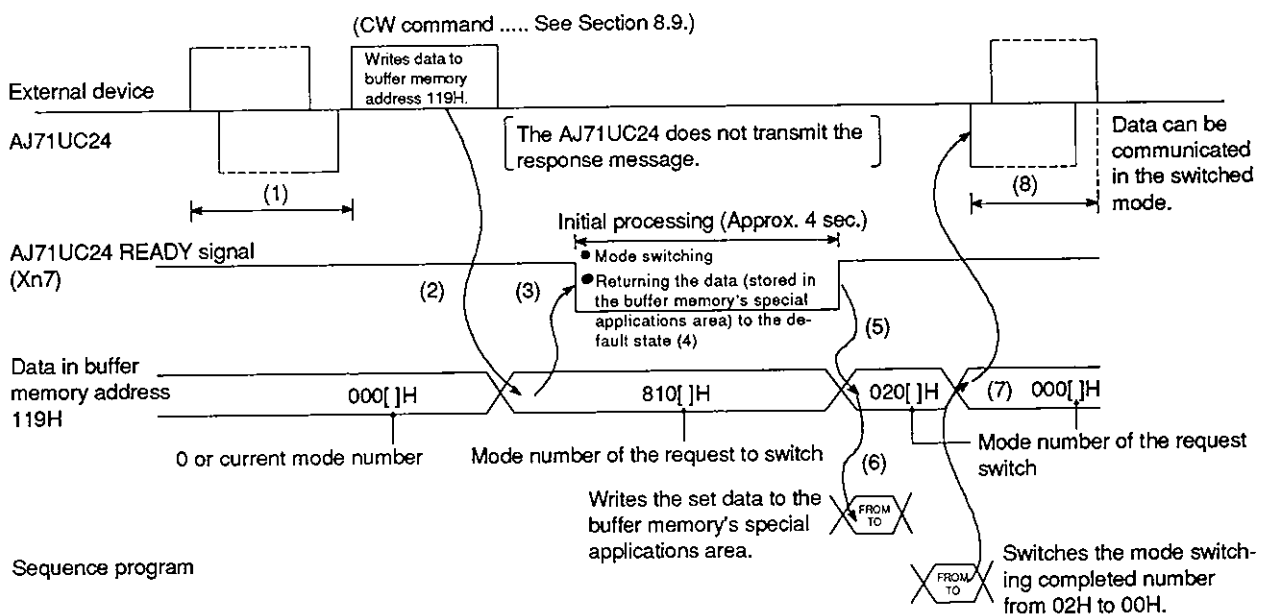 (CW command ..... See Section 8.9.)
Writes data to
buffer memory
address 119H.
External device
AJ71UC24
The AJ71UC24 does not transmit the
response message.
Data can be
communicated
in the switched
mode.
(1)
(8)
Initial processing (Approx. 4 sec.)
AJ71UC24 READY signal
(Xn7)
• Mode switching
• Returning the data (stored in
the buffer memory's special
applications area) to the de-
fault state (4)
(2)
(3)
(5)
Data in buffer
memory address
119H
000[ ]H
810[ ]H
020[ ]H
(7)
000[ ]H
0 or current mode number
Mode number of the request to switch
Mode number of the request
switch
(6)
Writes the set data to the
buffer memory's special
applications area.
FROM
TO
Sequence program
FROM
TO
Switches the mode switch-
ing completed number
from 02H to 00H.